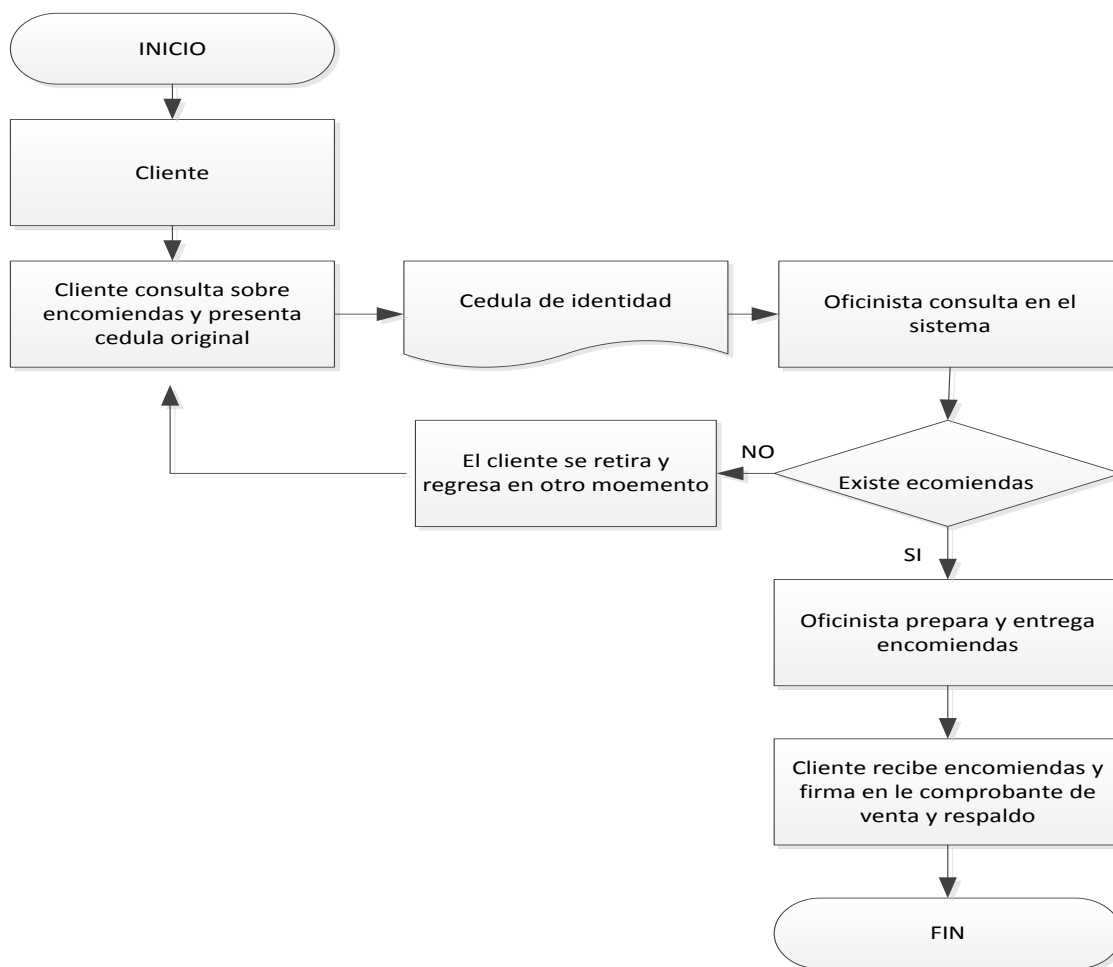 INICIO
Cliente
Cliente consulta sobre
encomiendas y presenta
cedula original
Cedula de identidad
Oficinista consulta en el
sistema
El cliente se retira y
regresa en otro moemento
NO
Existe ecomiendas
SI
Oficinista prepara y entrega
encomiendas
Cliente recibe encomiendas y
firma en le comprobante de
venta y respaldo
FIN